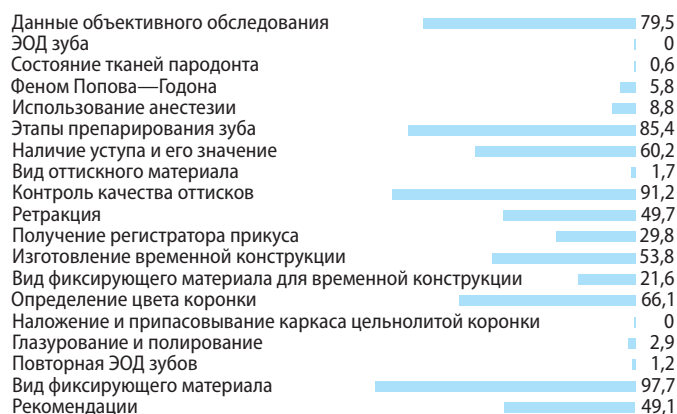 Данные объективного обследования 79,5
ЭОД зуба 0
Состояние тканей пародонта 0,6
Феном Попова—Годона 5,8
Использование анестезии 8,8
Этапы препарирования зуба 85,4
Наличие уступа и его значение 60,2
Вид оттискного материала 1,7
Контроль качества оттисков 91,2
Ретракция 49,7
Получение регистратора прикуса 29,8
Изготовление временной конструкции 53,8
Вид фиксирующего материала для временной конструкции 21,6
Определение цвета коронки 66,1
Наложение и припасовывание каркаса цельнолитой коронки 0
Глазурование и полирование 2,9
Повторная ЭОД зубов 1,2
Вид фиксирующего материала 97,7
Рекомендации 49,1